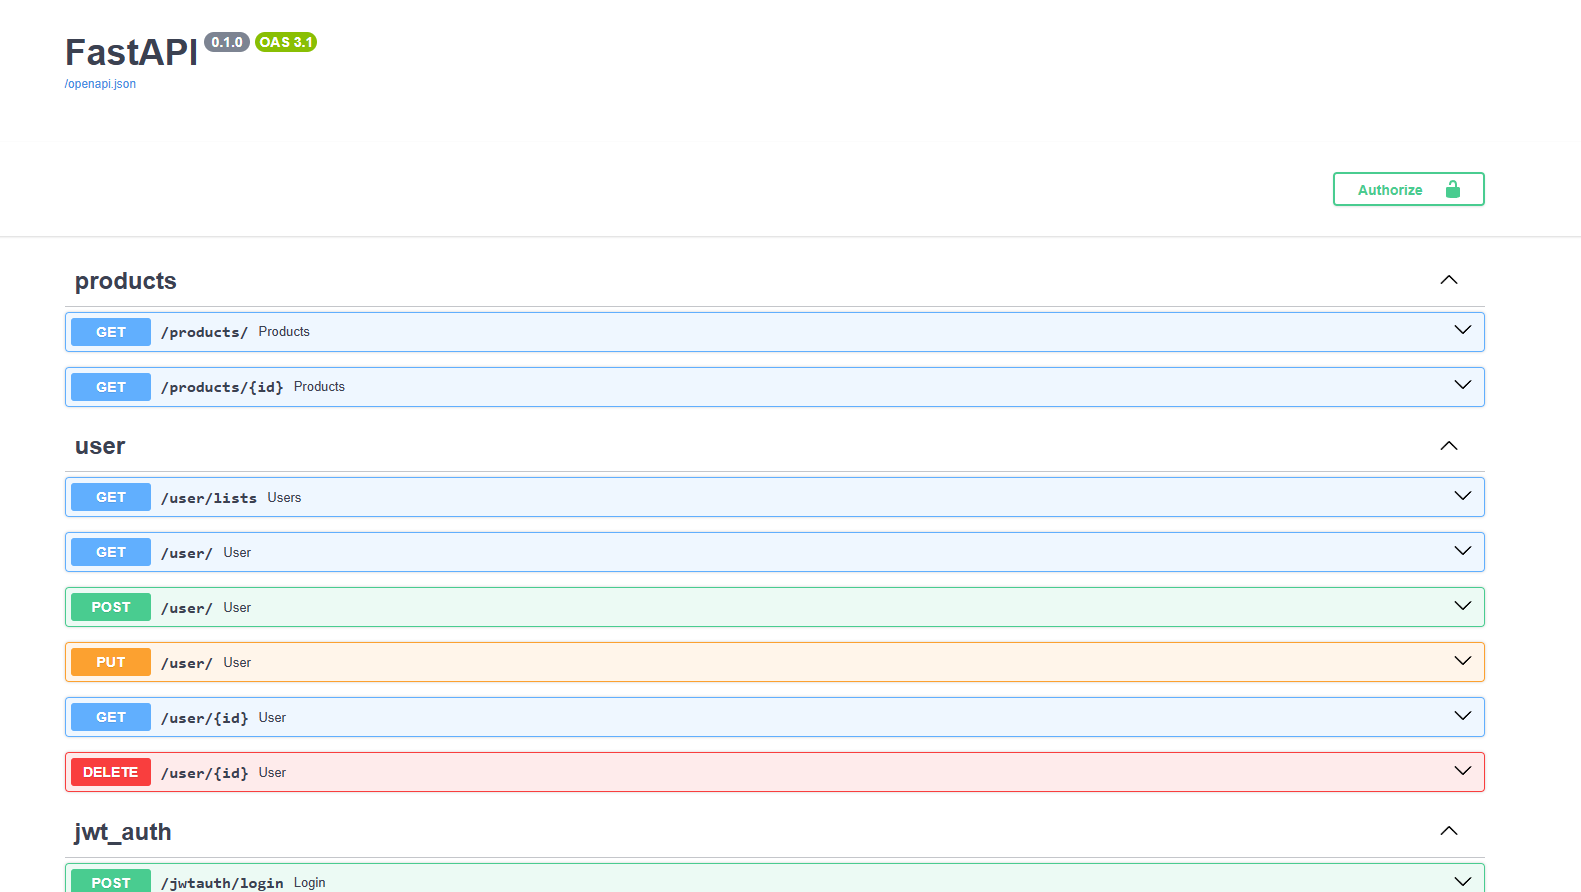 FastAPI 0.1.0 OAS 3.1
/openapi.json
Authorize
products
GET /products/ Products
GET /products/{id} Products
user
GET /user/lists Users
GET /user/ User
POST /user/ User
PUT /user/ User
GET /user/{id} User
DELETE /user/{id} User
jwt_auth
POST /jwtauth/login Login